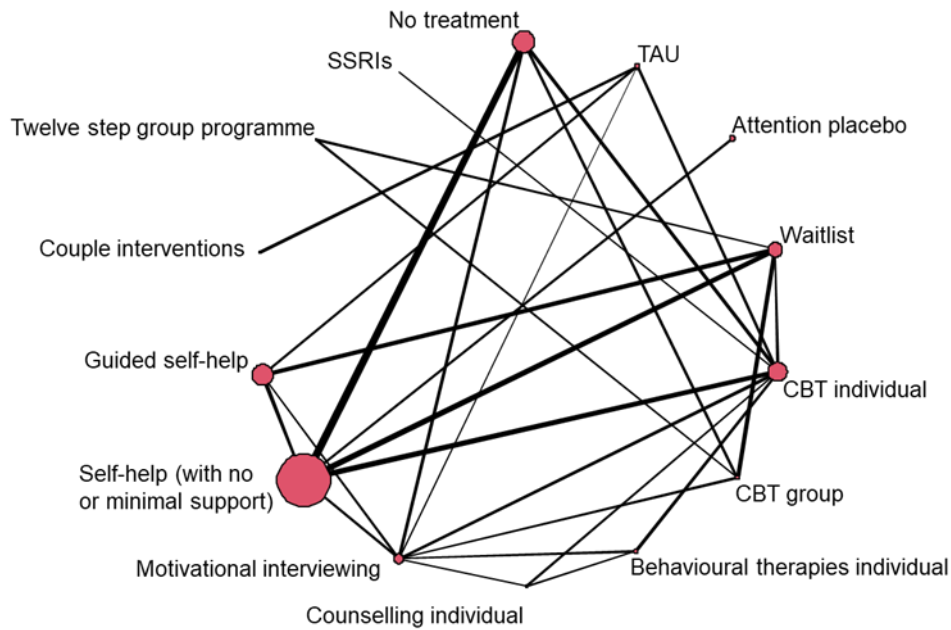 No treatment
SSRIs
TAU
Twelve step group programme
Attention placebo
Couple interventions
Waitlist
Guided self-help
CBT individual
Self-help (with no
or minimal support)
CBT group
Motivational interviewing
Behavioural therapies individual
Counselling individual